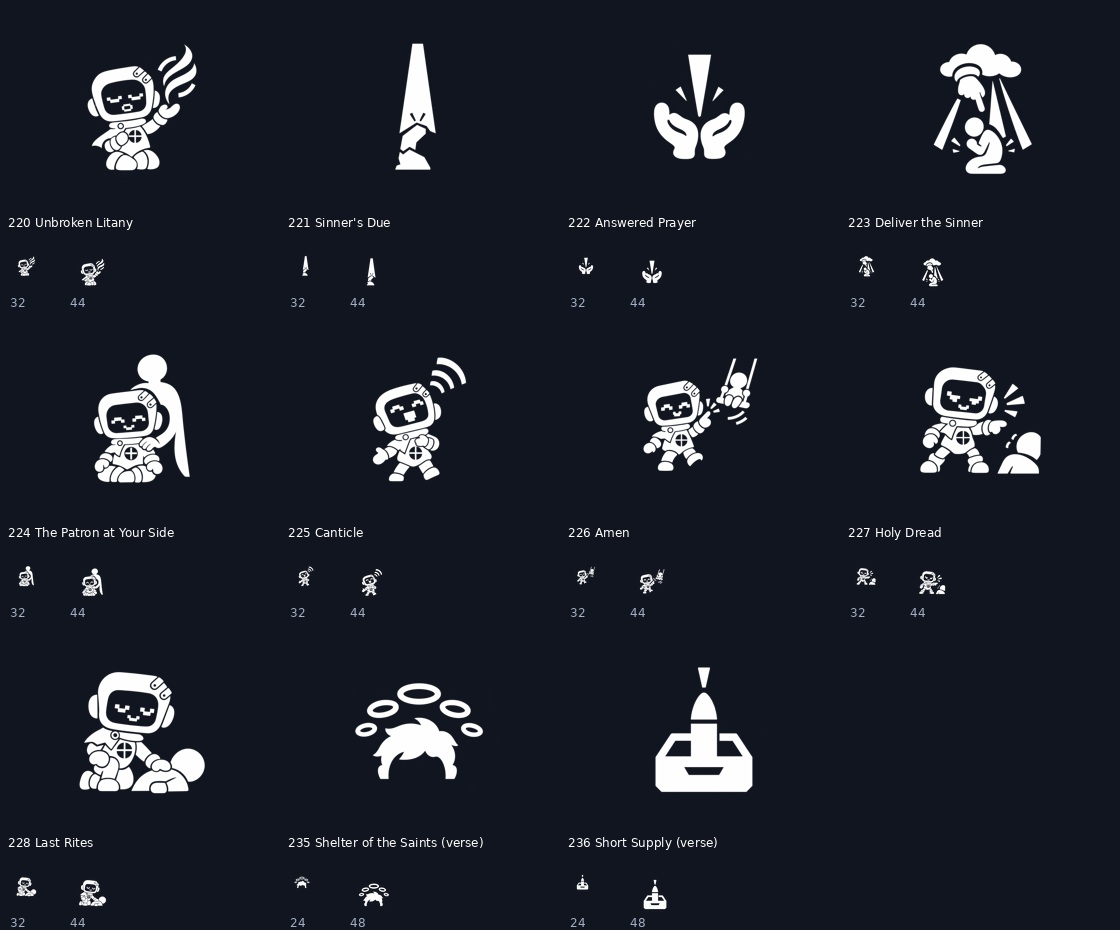 220 Unbroken Litany
221 Sinner's Due
222 Answered Prayer
223 Deliver the Sinner
32 44
32 44
32 44
32 44
224 The Patron at Your Side
225 Canticle
226 Amen
227 Holy Dread
32 44
32 44
32 44
32 44
228 Last Rites
235 Shelter of the Saints (verse)
236 Short Supply (verse)
32 44
24 48
24 48